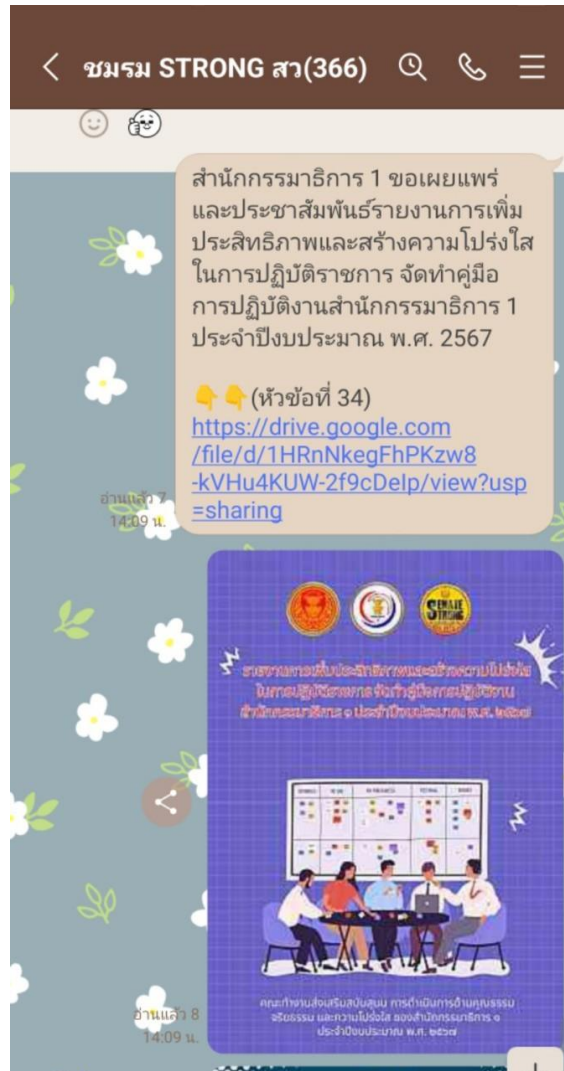 ชมรม STRONG สว(366)
สำนักกรรมาธิการ 1 ขอเผยแพร่
และประชาสัมพันธ์รายงานการเพิ่ม
ประสิทธิภาพและสร้างความโปร่งใส
ในการปฏิบัติราชการ จัดทำคู่มือ
การปฏิบัติงานสำนักกรรมาธิการ 1
ประจำปีงบประมาณ พ.ศ. 2567
👇👇(หัวข้อที่ 34)
https://drive.google.com
/file/d/1HRnNkegFhPKzw8
-kVHu4KUW-2f9cDelp/view?usp
=sharing
อ่านแล้ว 7
14:09 น.
SENATE
STRONG
รายงานการเพิ่มประสิทธิภาพและสร้างความโปร่งใส
ในการปฏิบัติราชการ จัดทำคู่มือการปฏิบัติงาน
สำนักกรรมาธิการ ๑ ประจำปีงบประมาณ พ.ศ. ๒๕๖๗
คณะทำงานส่งเสริมสนับสนุน การดำเนินการด้านคุณธรรม
จริยธรรม และความโปร่งใส ของสำนักกรรมาธิการ ๑
ประจำปีงบประมาณ พ.ศ. ๒๕๖๗
อ่านแล้ว 8
14:09 น.